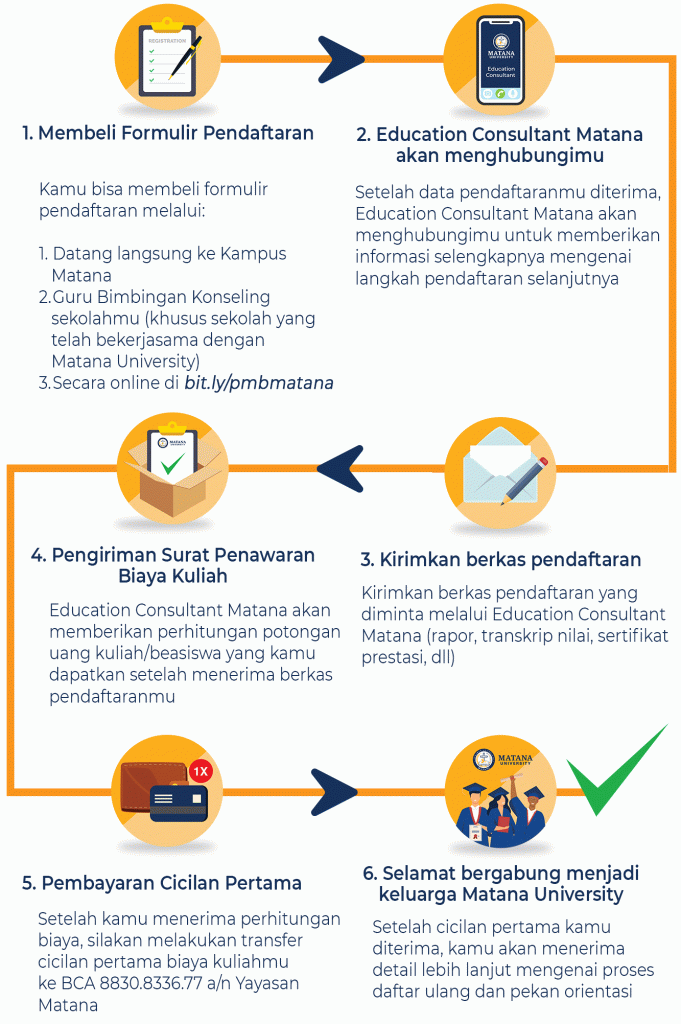 REGISTRATION
MATANA
UNIVERSITY
Education
Consultant
1. Membeli Formulir Pendaftaran
Kamu bisa membeli formulir
pendaftaran melalui:
1. Datang langsung ke Kampus
Matana
2.Guru Bimbingan Konseling
sekolahmu (khusus sekolah yang
telah bekerjasama dengan
Matana University)
3.Secara online di bit.ly/pmbmatana
2. Education Consultant Matana
akan menghubungimu
Setelah data pendaftaranmu diterima,
Education Consultant Matana akan
menghubungimu untuk memberikan
informasi selengkapnya mengenai
langkah pendaftaran selanjutnya
3. Kirimkan berkas pendaftaran
Kirimkan berkas pendaftaran yang
diminta melalui Education Consultant
Matana (rapor, transkrip nilai, sertifikat
prestasi, dll)
MATANA
UNIVERSITY
4. Pengiriman Surat Penawaran
Biaya Kuliah
Education Consultant Matana akan
memberikan perhitungan potongan
uang kuliah/beasiswa yang kamu
dapatkan setelah menerima berkas
pendaftaranmu
1X
5. Pembayaran Cicilan Pertama
Setelah kamu menerima perhitungan
biaya, silakan melakukan transfer
cicilan pertama biaya kuliahmu
ke BCA 8830.8336.77 a/n Yayasan
Matana
MATANA
UNIVERSITY
A
6. Selamat bergabung menjadi
keluarga Matana University
Setelah cicilan pertama kamu
diterima, kamu akan menerima
detail lebih lanjut mengenai proses
daftar ulang dan pekan orientasi